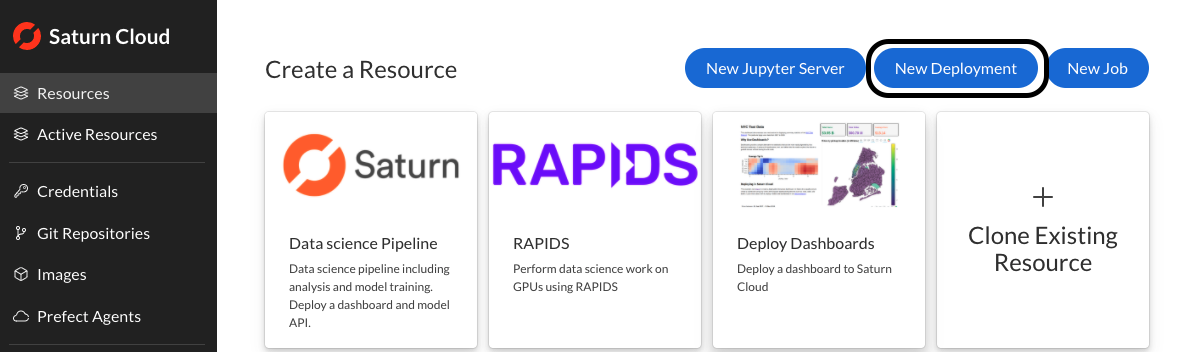 Saturn Cloud
Resources
Active Resources
Credentials
Git Repositories
Images
Prefect Agents
Create a Resource
New Jupyter Server
New Deployment
New Job
Saturn
Data science Pipeline
Data science pipeline including
analysis and model training.
Deploy a dashboard and model
API.
RAPIDS
RAPIDS
Perform data science work on
GPUs using RAPIDS
Deploy Dashboards
Deploy a dashboard to Saturn
Cloud
Clone Existing
Resource